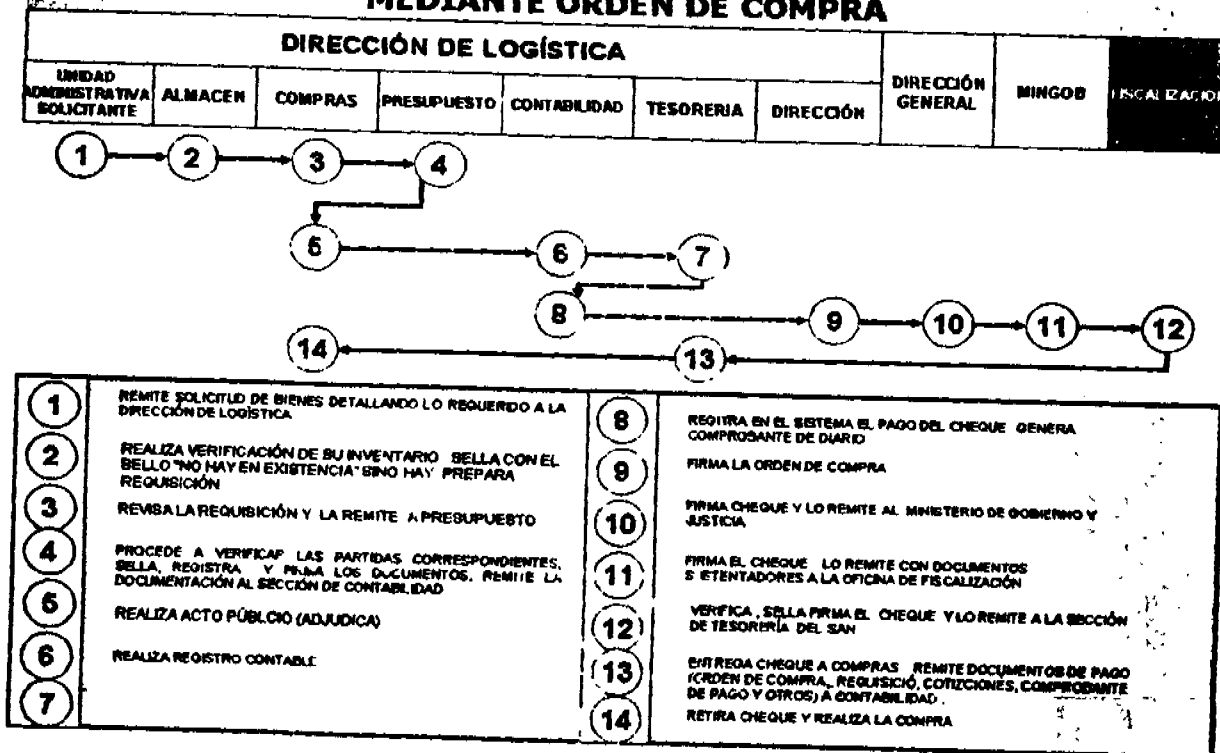 MEDIANTE ORDEN DE COMPRA
DIRECCIÓN DE LOGÍSTICA
UNIDAD
ADMINISTRATIVA
SOLICITANTE
ALMACEN
COMPRAS
PRESUPUESTO
CONTABILIDAD
TESORERIA
DIRECCIÓN
DIRECCIÓN
GENERAL
MINGOB
FISCALIZACION
1 2 3 4
5 6 7
8 9 10 11 12
14 13
1
REMITE SOLICITUD DE BIENES DETALLANDO LO REQUERIDO A LA
DIRECCIÓN DE LOGÍSTICA
2
REALIZA VERIFICACIÓN DE SU INVENTARIO SELLA CON EL
SELLO "NO HAY EN EXISTENCIA" SINO HAY PREPARA
REQUISICIÓN
3
REVISA LA REQUISICIÓN Y LA REMITE A PRESUPUESTO
4
PROCEDE A VERIFICAR LAS PARTIDAS CORRESPONDIENTES,
SELLA, REGISTRA Y FIRMA LOS DOCUMENTOS, REMITE LA
DOCUMENTACIÓN AL SECCIÓN DE CONTABILIDAD
5
REALIZA ACTO PÚBLCIO (ADJUDICA)
6
REALIZA REGISTRO CONTABLE
7
8
REGITRA EN EL SISTEMA EL PAGO DEL CHEQUE GENERA
COMPROBANTE DE DIARIO
9
FIRMA LA ORDEN DE COMPRA
10
FIRMA CHEQUE Y LO REMITE AL MINISTERIO DE GOBIERNO Y
JUSTICIA
11
FIRMA EL CHEQUE LO REMITE CON DOCUMENTOS
A LA OFICINA DE FISCALIZACIÓN
12
VERIFICA, SELLA FIRMA EL CHEQUE Y LO REMITE A LA SECCIÓN
DE TESORERÍA DEL SAN
13
ENTREGA CHEQUE A COMPRAS REMITE DOCUMENTOS DE PAGO
(ORDEN DE COMPRA, REQUISICIÓ, COTIZCIONES, COMPROBANTE
DE PAGO Y OTROS) A CONTABILIDAD.
14
RETIRA CHEQUE Y REALIZA LA COMPRA